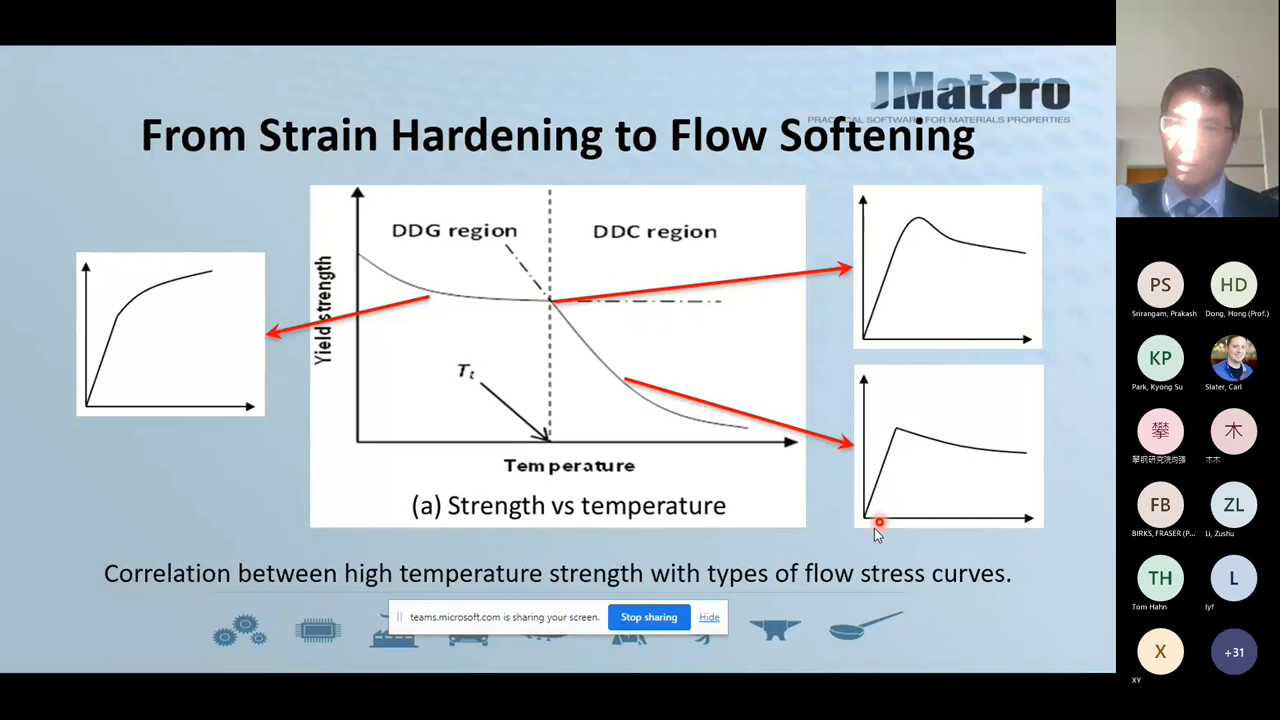 JMatPro
PRACTICAL SOFTWARE FOR MATERIALS PROPERTIES
From Strain Hardening to Flow Softening
DDG region
DDC region
Yield strength
Tt
Temperature
(a) Strength vs temperature
Correlation between high temperature strength with types of flow stress curves.
teams.microsoft.com is sharing your screen.
Stop sharing
Hide
PS
HD
Srirangam, Prakash
Dong, Hong (Prof.)
KP
Park, Kyong Su
Slater, Carl
攀
木
攀钢研究院向强
木木
FB
ZL
BIRKS, FRASER (P...
Li, Zushu
TH
L
Tom Hahn
lyf
X
+31
XY